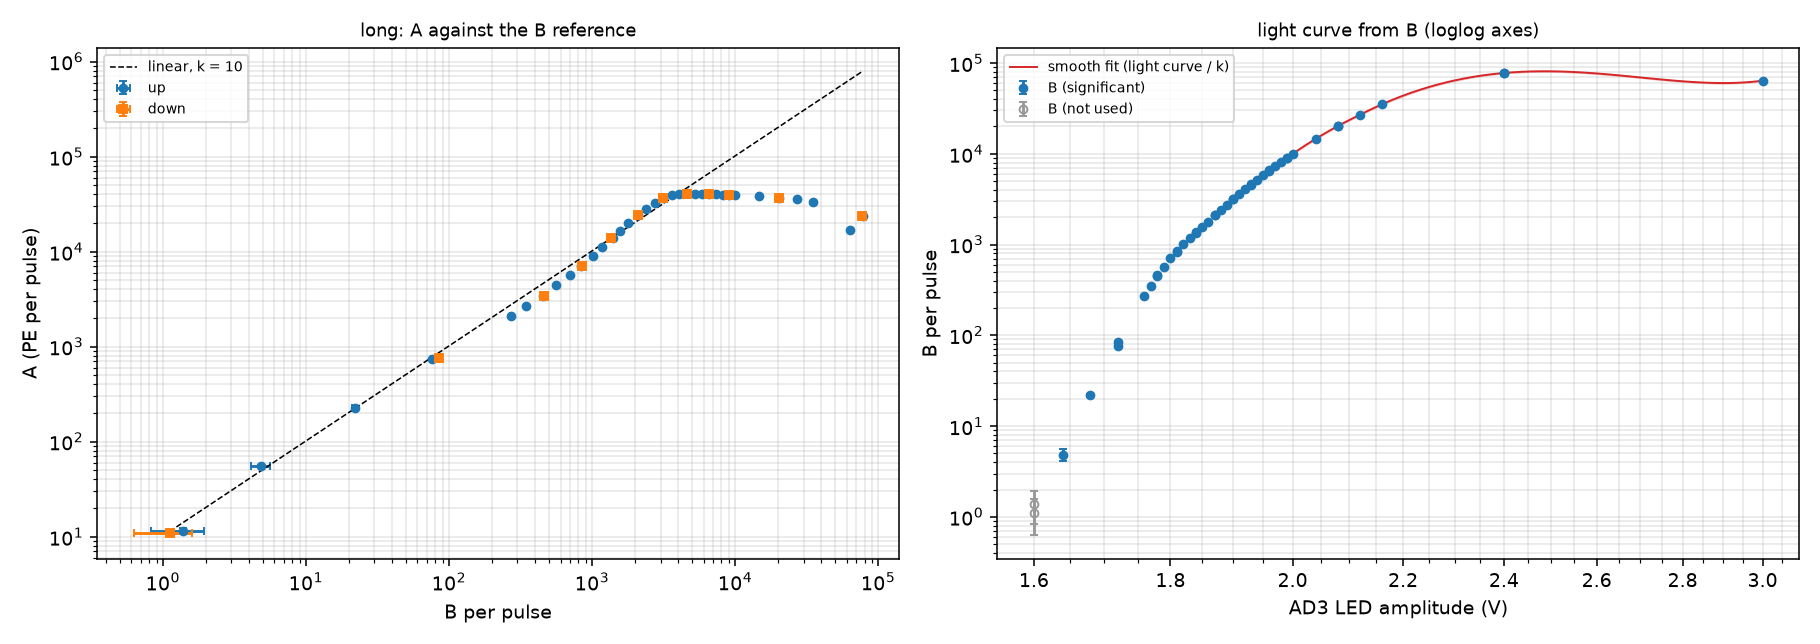 long: A against the B reference
linear, k = 10
up
down
10⁶
10⁵
10⁴
10³
10²
10¹
A (PE per pulse)
10⁰
10¹
10²
10³
10⁴
10⁵
B per pulse
light curve from B (loglog axes)
smooth fit (light curve / k)
B (significant)
B (not used)
10⁵
10⁴
10³
10²
10¹
10⁰
B per pulse
1.6
1.8
2.0
2.2
2.4
2.6
2.8
3.0
AD3 LED amplitude (V)